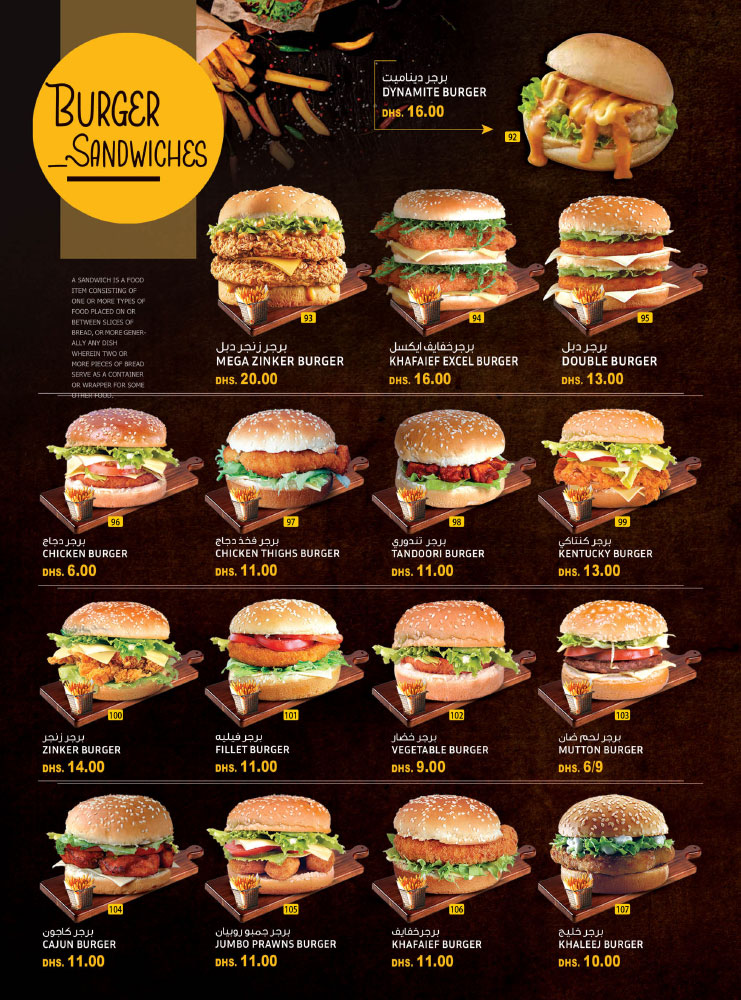 BURGER
_SANDWICHES
برجر ديناميت
DYNAMITE BURGER
DHS. 16.00
92
A SANDWICH IS A FOOD
ITEM CONSISTING OF
ONE OR MORE TYPES OF
FOOD PLACED ON OR
BETWEEN SLICES OF
BREAD, OR MORE GENER-
ALLY ANY DISH
WHEREIN TWO OR
MORE PIECES OF BREAD
SERVE AS A CONTAINER
OR WRAPPER FOR SOME
OTHER FOOD.
93
برجر زنجر دبل
MEGA ZINKER BURGER
DHS. 20.00
94
برجرخفايف ايكسل
KHAFAIEF EXCEL BURGER
DHS. 16.00
95
برجر دبل
DOUBLE BURGER
DHS. 13.00
96
برجر دجاج
CHICKEN BURGER
DHS. 6.00
97
برجر فخذ دجاج
CHICKEN THIGHS BURGER
DHS. 11.00
98
برجر تندوري
TANDOORI BURGER
DHS. 11.00
99
برجر كنتاكي
KENTUCKY BURGER
DHS. 13.00
100
برجر زنجر
ZINKER BURGER
DHS. 14.00
101
برجر فيليه
FILLET BURGER
DHS. 11.00
102
برجر خضار
VEGETABLE BURGER
DHS. 9.00
103
برجر لحم ضان
MUTTON BURGER
DHS. 6/9
104
برجر كاجون
CAJUN BURGER
DHS. 11.00
105
برجر جمبو روبيان
JUMBO PRAWNS BURGER
DHS. 11.00
106
برجرخفايف
KHAFAIEF BURGER
DHS. 11.00
107
برجر خليج
KHALEEJ BURGER
DHS. 10.00